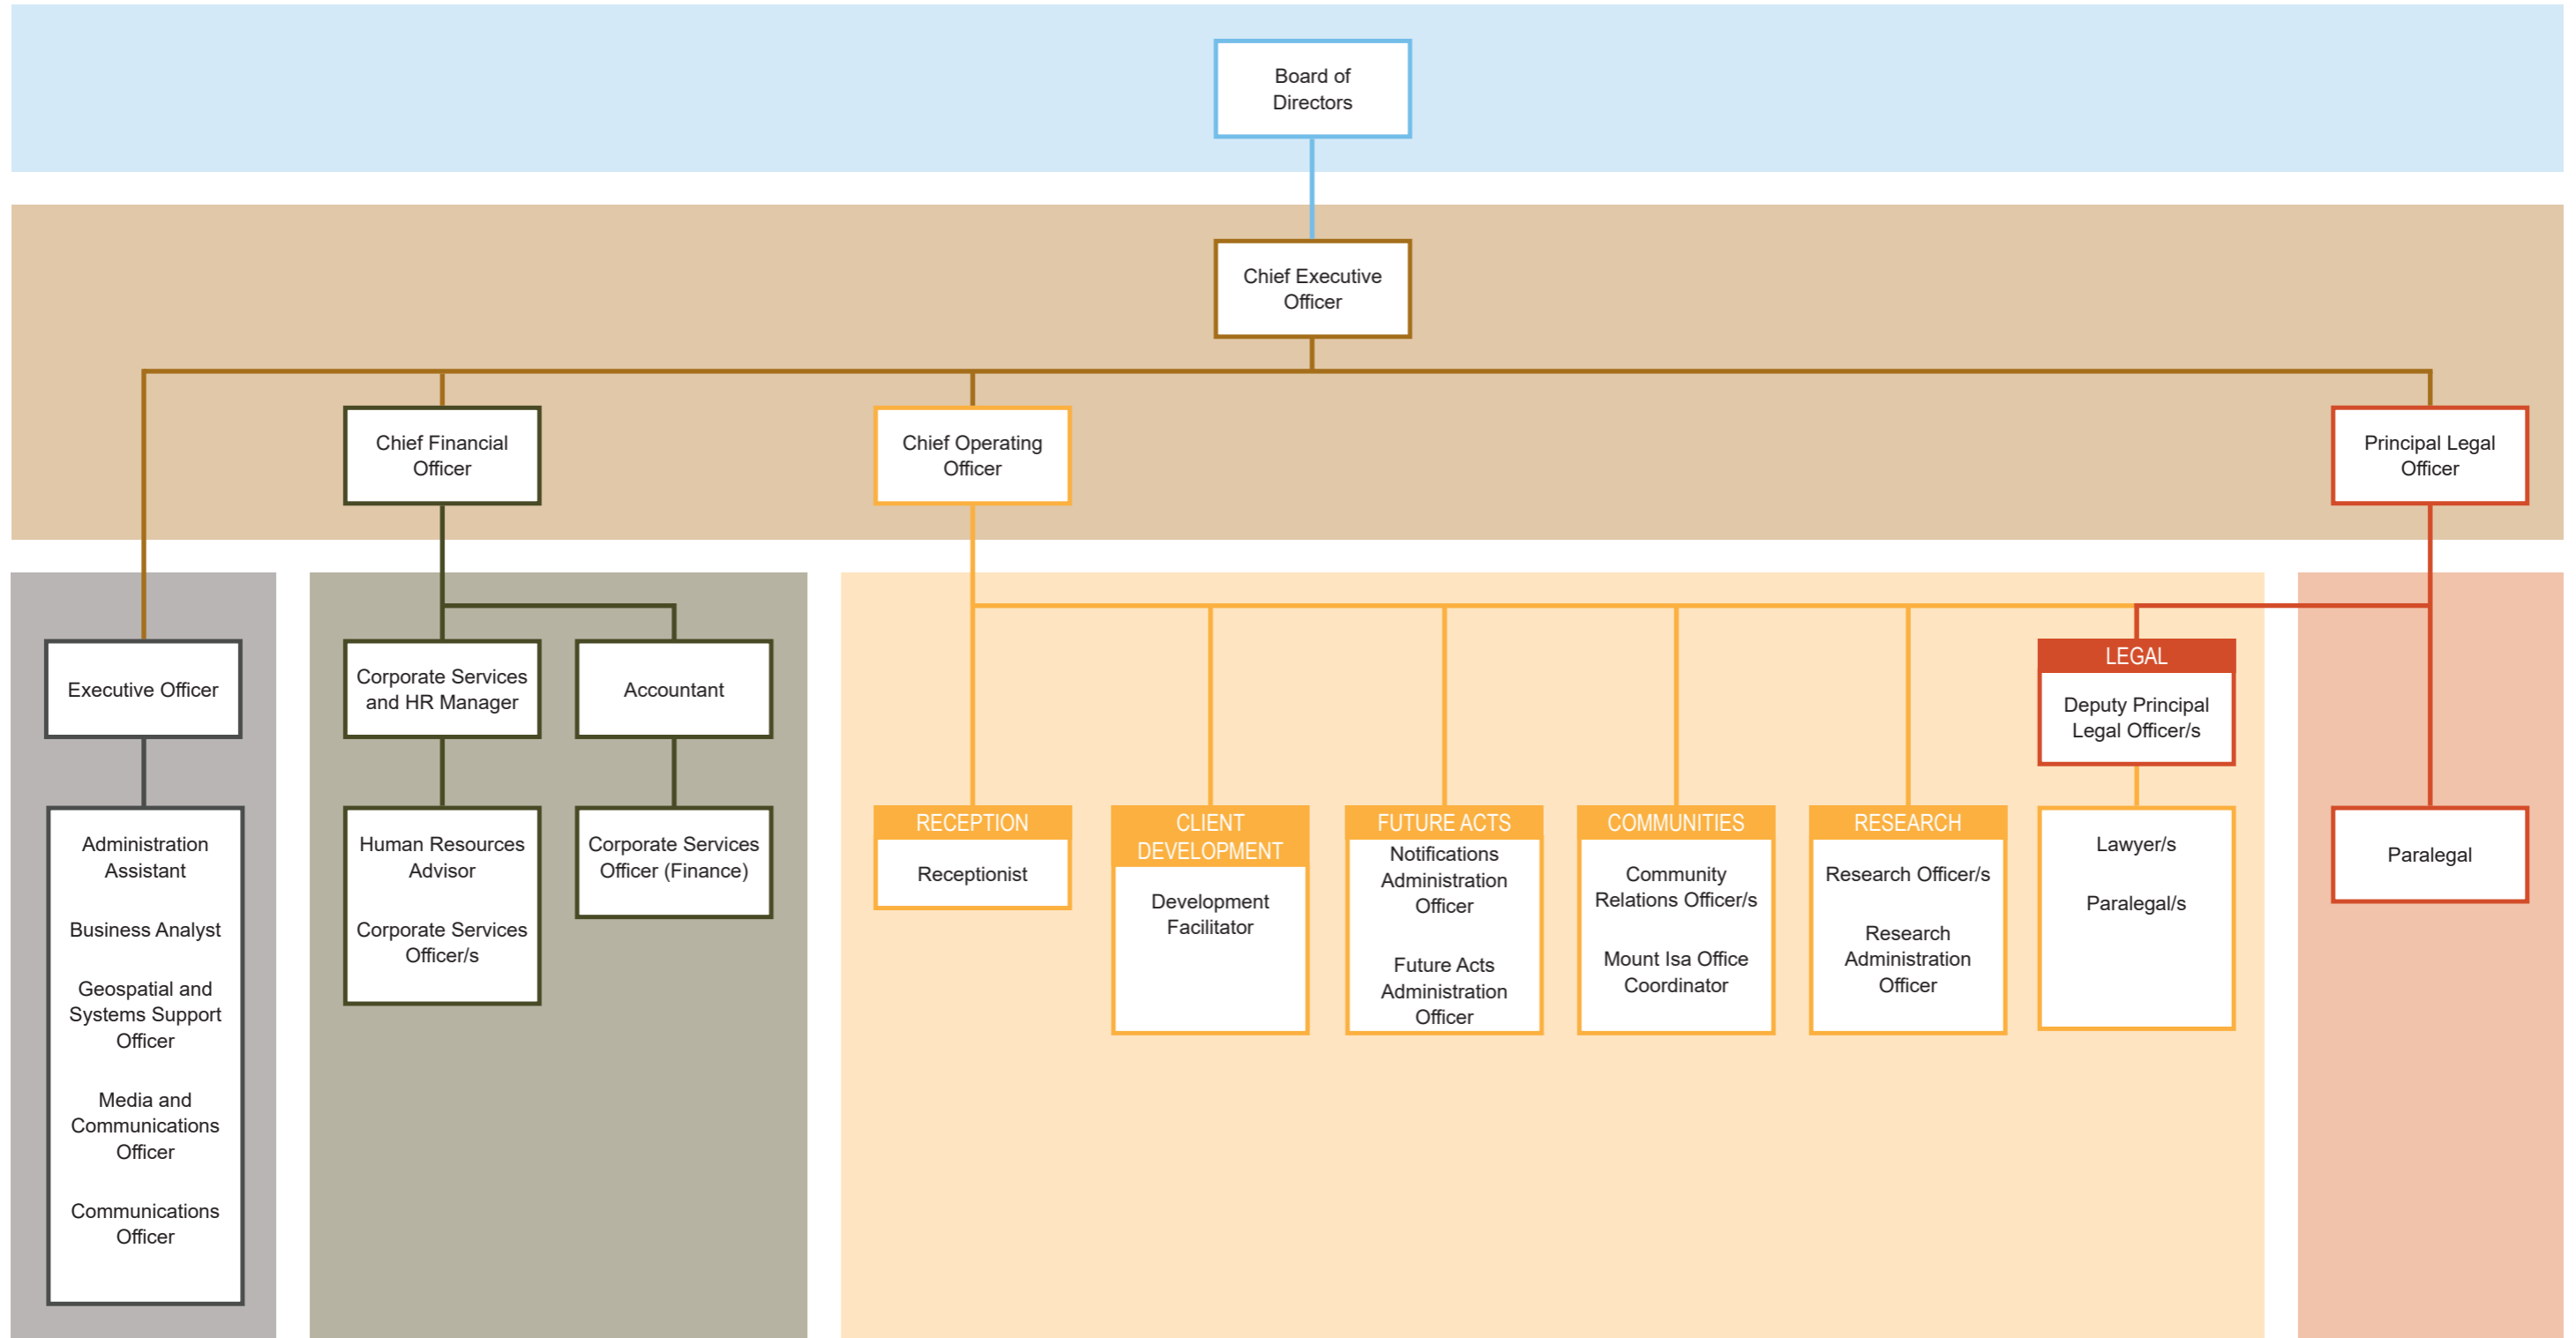 Board of
Directors
Chief Executive
Officer
Chief Financial
Officer
Chief Operating
Officer
Principal Legal
Officer
Executive Officer
Administration
Assistant
Business Analyst
Geospatial and
Systems Support
Officer
Media and
Communications
Officer
Communications
Officer
Corporate Services
and HR Manager
Human Resources
Advisor
Corporate Services
Officer/s
Accountant
Corporate Services
Officer (Finance)
RECEPTION
Receptionist
CLIENT
DEVELOPMENT
Development
Facilitator
FUTURE ACTS
Notifications
Administration
Officer
Future Acts
Administration
Officer
COMMUNITIES
Community
Relations Officer/s
Mount Isa Office
Coordinator
RESEARCH
Research Officer/s
Research
Administration
Officer
LEGAL
Deputy Principal
Legal Officer/s
Lawyer/s
Paralegal/s
Paralegal